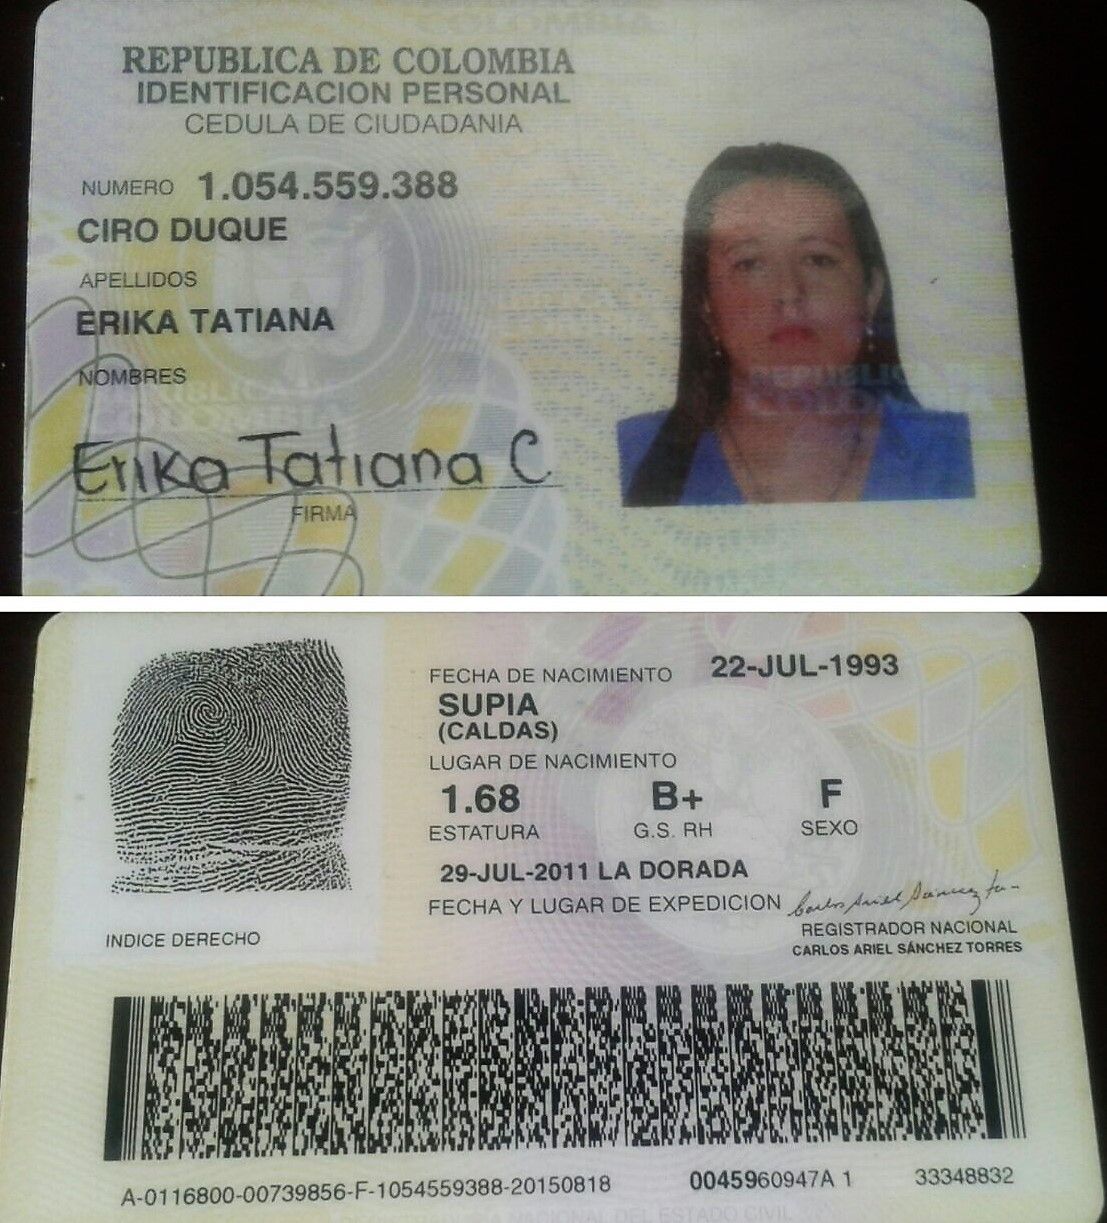 REPUBLICA DE COLOMBIA
IDENTIFICACION PERSONAL
CEDULA DE CIUDADANIA
NUMERO 1.054.559.388
CIRO DUQUE
APELLIDOS
ERIKA TATIANA
NOMBRES
Erika Tatiana C
FIRMA
FECHA DE NACIMIENTO 22-JUL-1993
SUPIA
(CALDAS)
LUGAR DE NACIMIENTO
1.68 B+ F
ESTATURA G.S. RH SEXO
29-JUL-2011 LA DORADA
FECHA Y LUGAR DE EXPEDICION
REGISTRADOR NACIONAL
CARLOS ARIEL SÁNCHEZ TORRES
INDICE DERECHO
A-0116800-00739856-F-1054559388-20150818 0045960947A 1 33348832